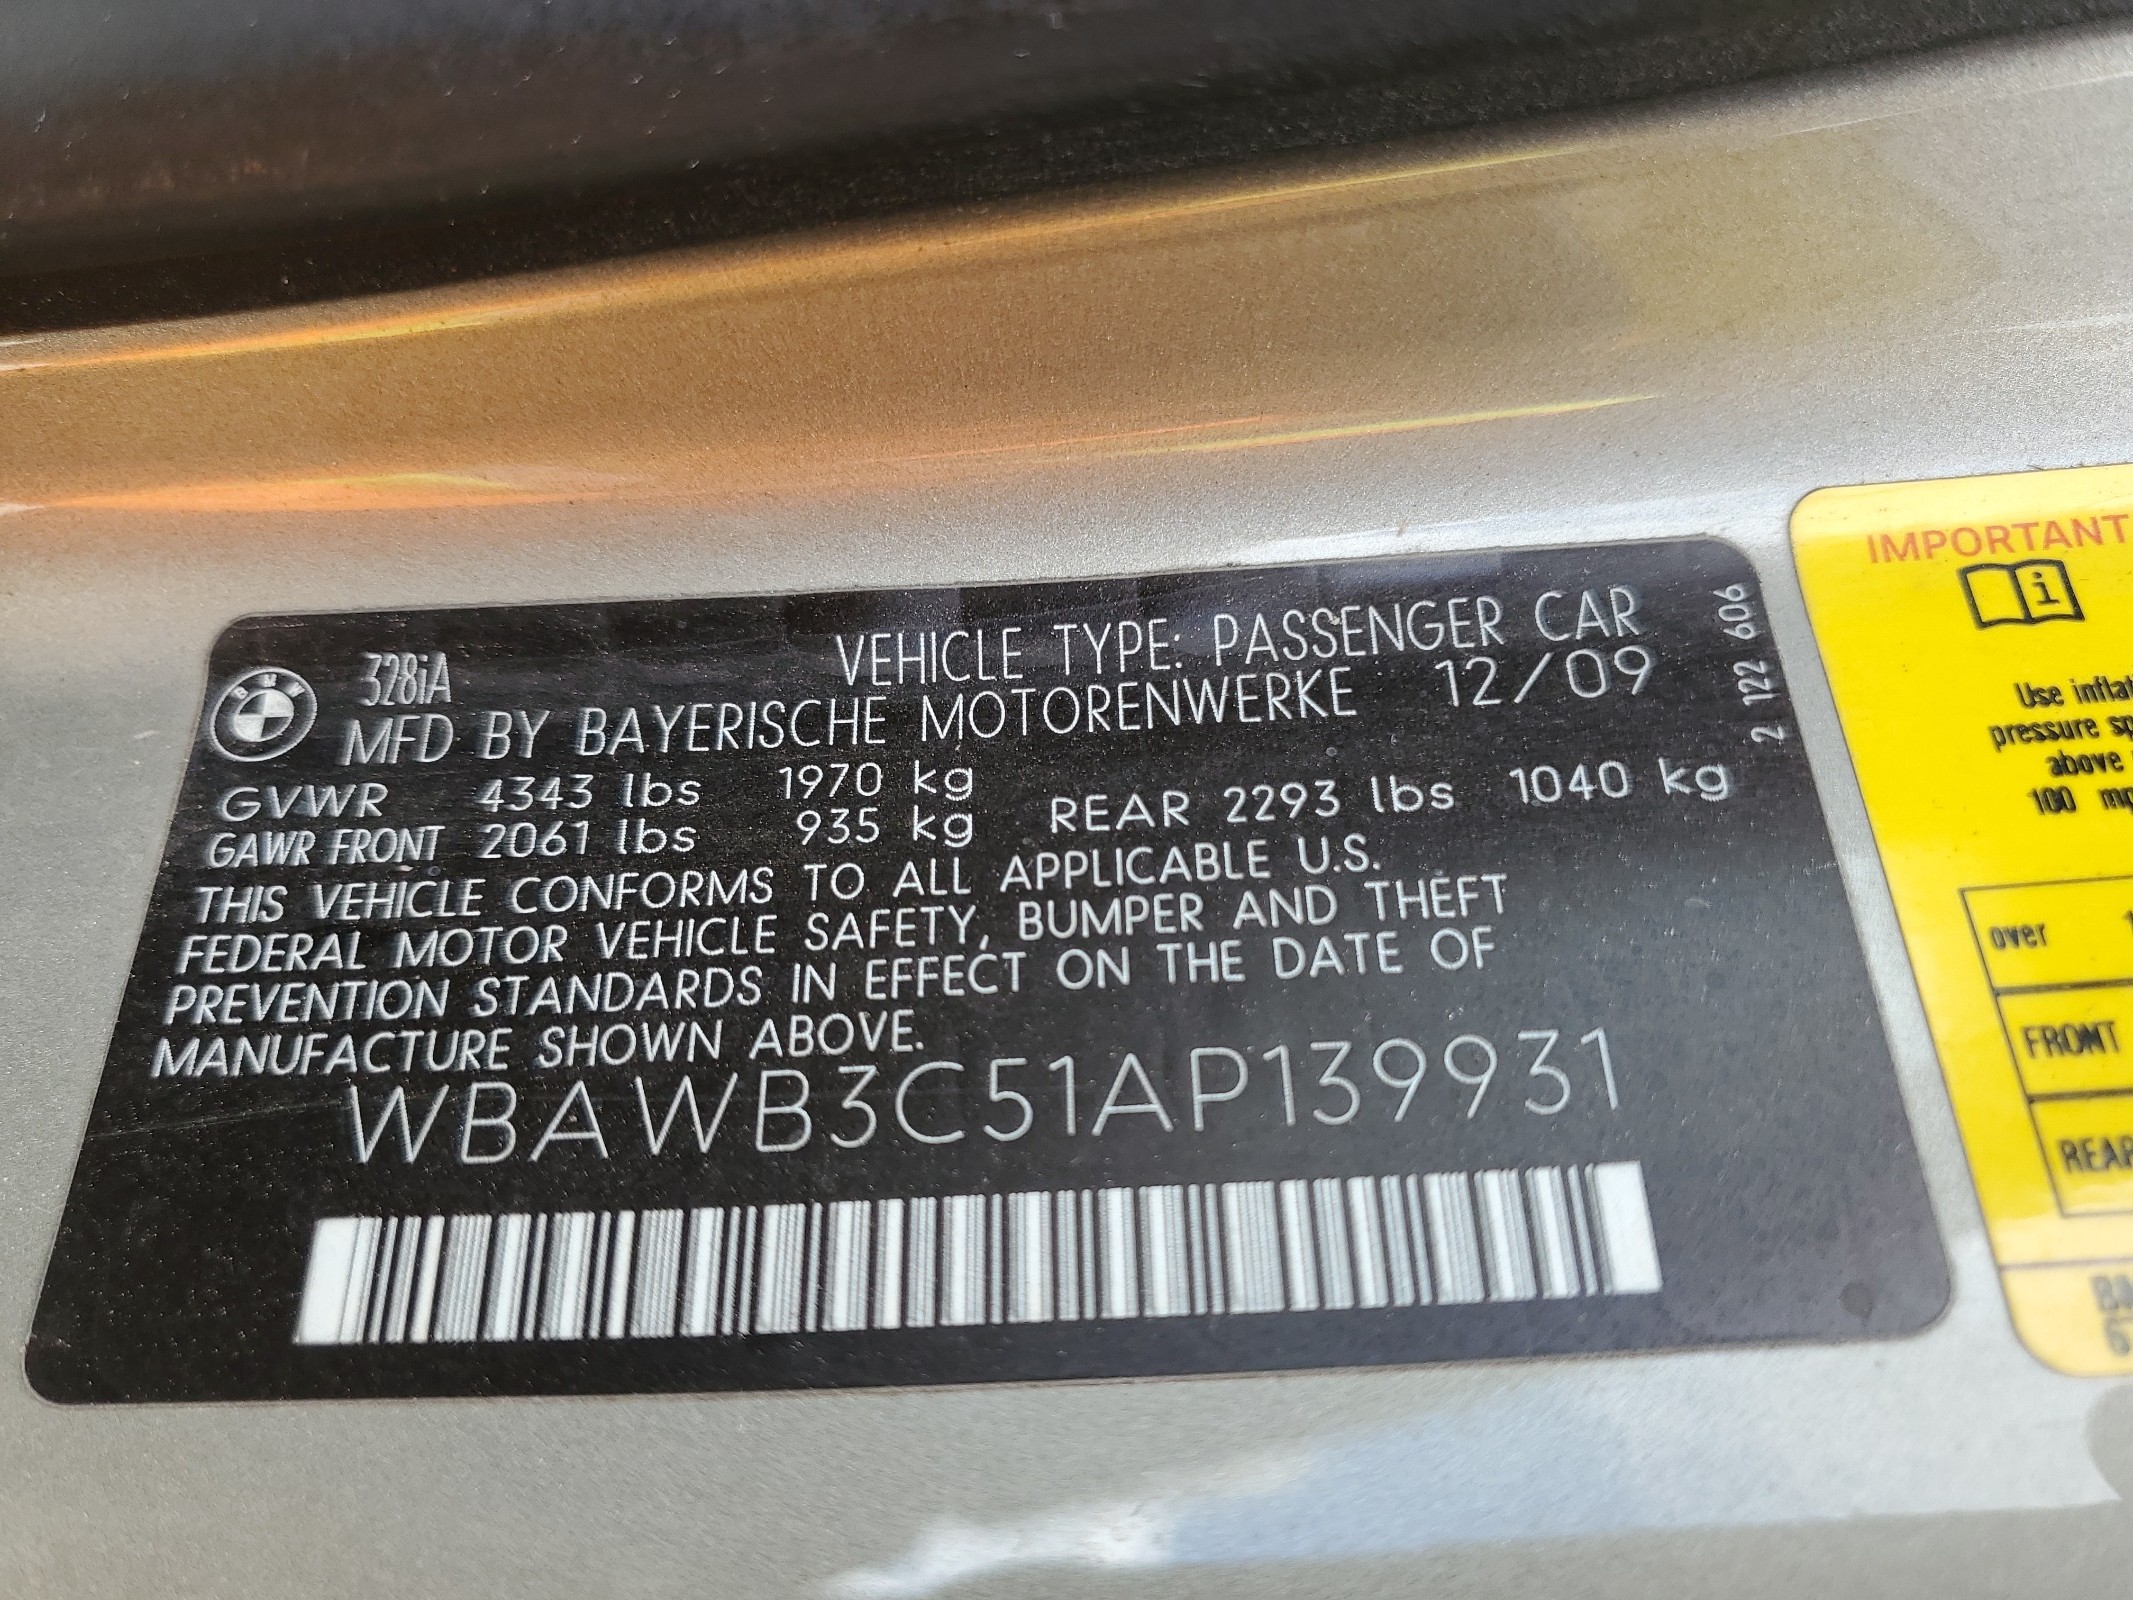 BMW
328iA VEHICLE TYPE: PASSENGER CAR
MFD BY BAYERISCHE MOTORENWERKE 12/09
GVWR 4343 lbs 1970 kg
GAWR FRONT 2061 lbs 935 kg REAR 2293 lbs 1040 kg
THIS VEHICLE CONFORMS TO ALL APPLICABLE U.S.
FEDERAL MOTOR VEHICLE SAFETY, BUMPER AND THEFT
PREVENTION STANDARDS IN EFFECT ON THE DATE OF
MANUFACTURE SHOWN ABOVE.
WBAWB3C51AP139931
2 122 606
IMPORTANT
i
Use
pressure
above
100
over
FRONT
REAR